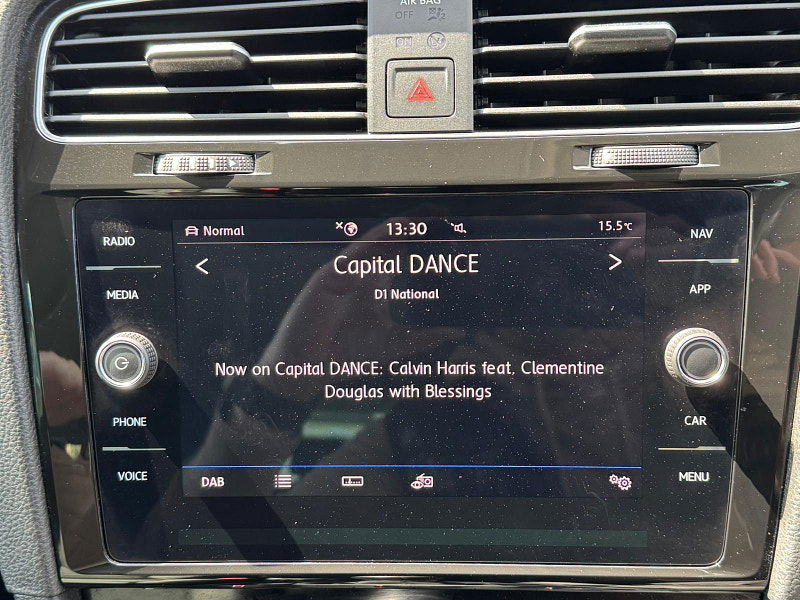 AIR BAG
OFF
ON
RADIO
MEDIA
PHONE
VOICE
Normal
13:30
15.5°C
Capital DANCE
D1 National
Now on Capital DANCE: Calvin Harris feat. Clementine
Douglas with Blessings
DAB
NAV
APP
CAR
MENU